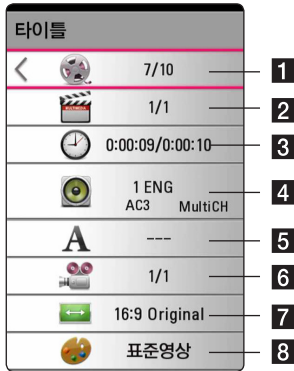 타이틀
7/10 1
MULTIMEDIA 1/1 2
0:00:09/0:00:10 3
1 ENG
AC3 MultiCH 4
A --- 5
1/1 6
16:9 Original 7
표준영상 8